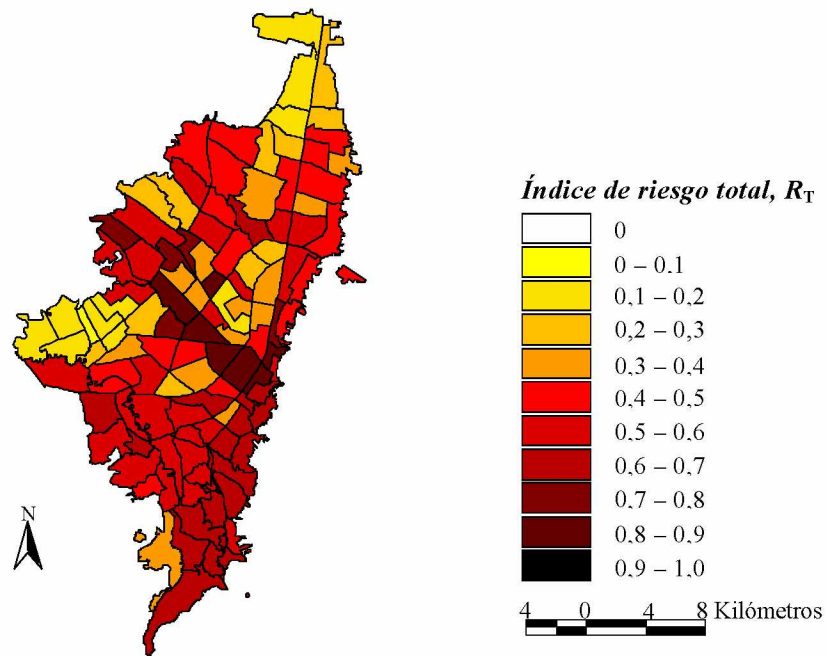 Índice de riesgo total, R_T
0
0 – 0.1
0,1 – 0,2
0,2 – 0,3
0,3 – 0,4
0,4 – 0,5
0,5 – 0,6
0,6 – 0,7
0,7 – 0,8
0,8 – 0,9
0,9 – 1,0
N
4 0 4 8 Kilómetros